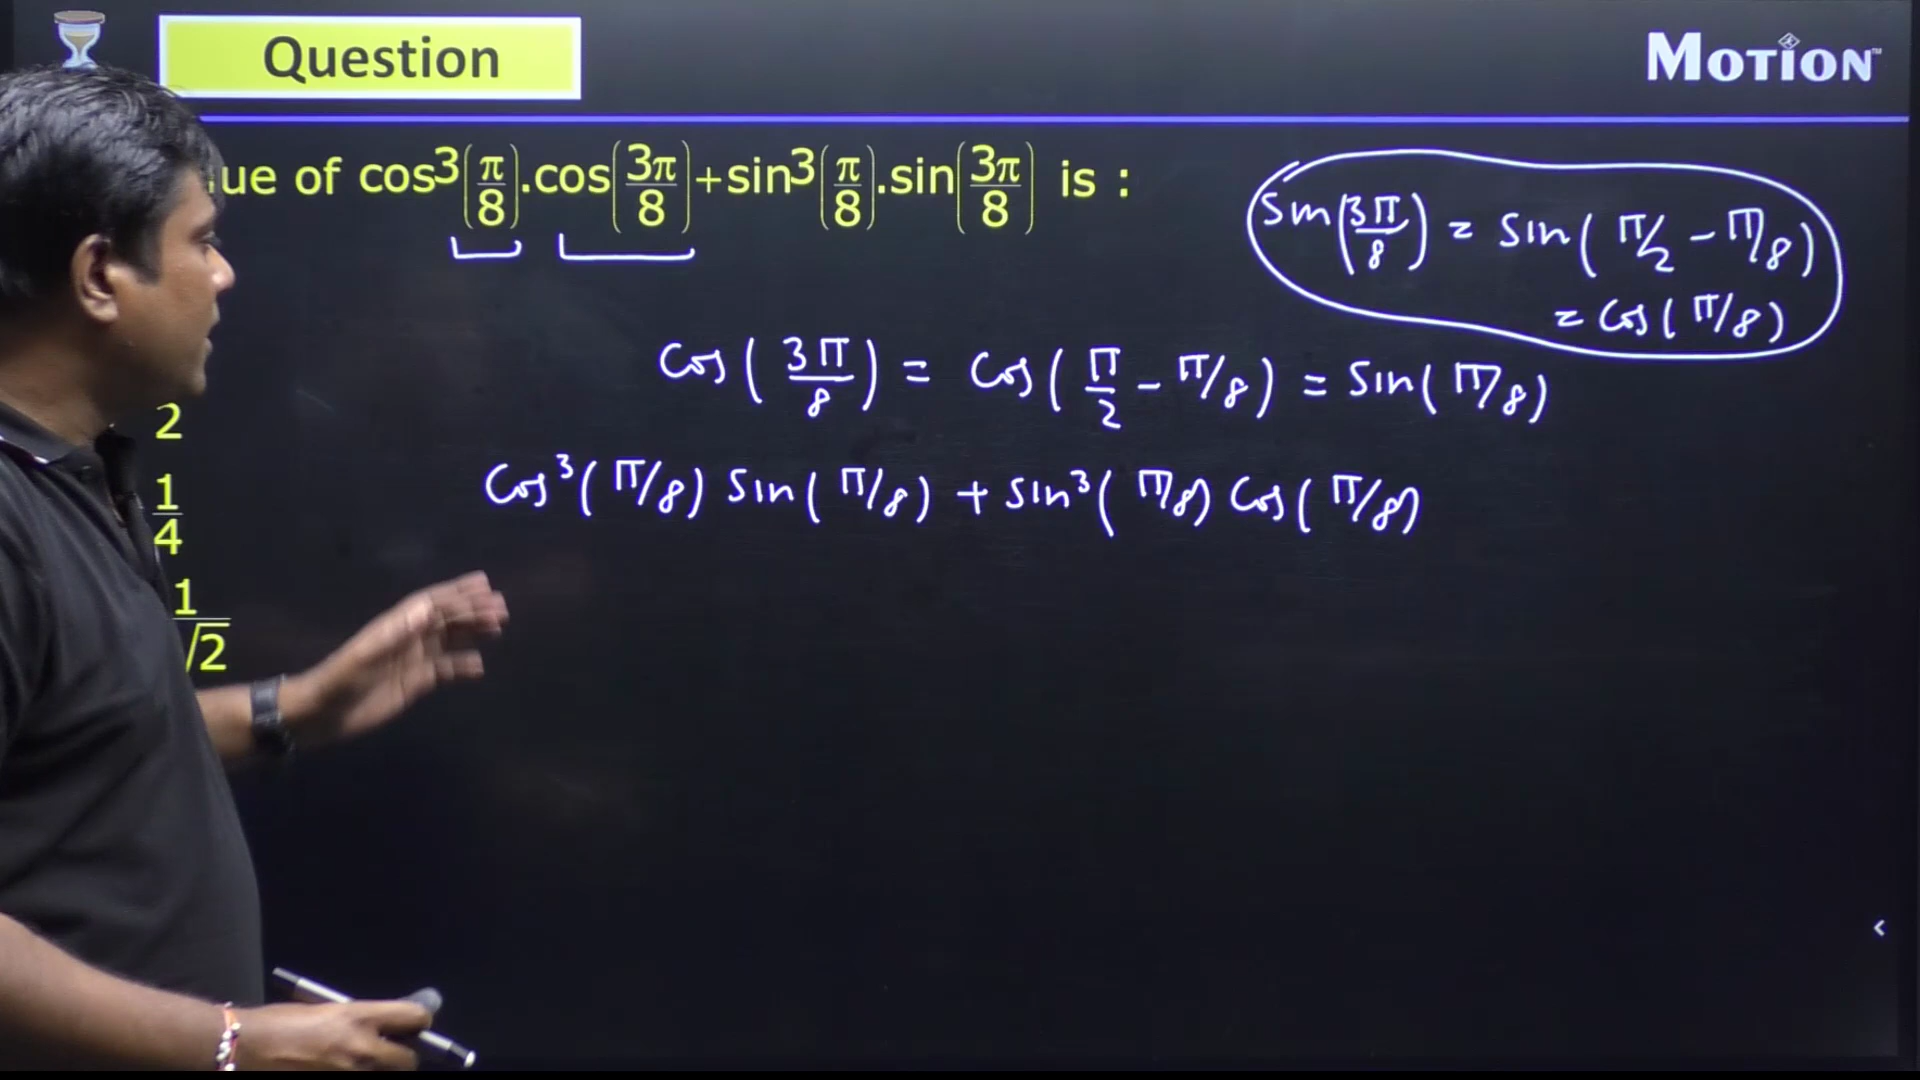 Question
MOTION™
of cos³(π/8).cos(3π/8)+sin³(π/8).sin(3π/8) is :
sin(3π/8) = sin(π/2 - π/8)
= cos(π/8)
cos(3π/8) = cos(π/2 - π/8) = sin(π/8)
2
cos³(π/8) sin(π/8) + sin³(π/8) cos(π/8)
1/4
1/√2
<